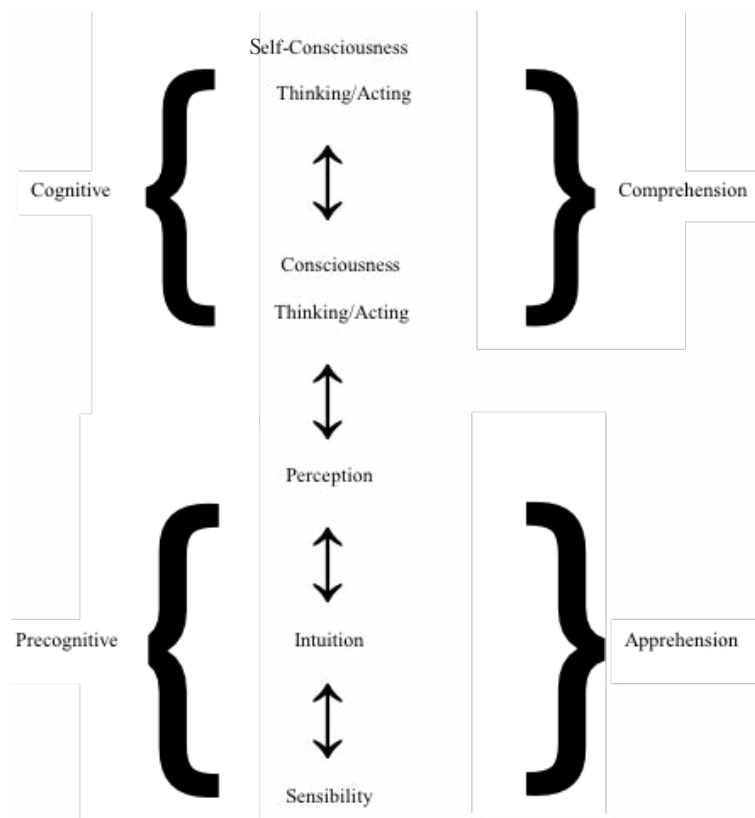 Self-Consciousness
Thinking/Acting
Cognitive
Comprehension
Consciousness
Thinking/Acting
Perception
Precognitive
Intuition
Apprehension
Sensibility